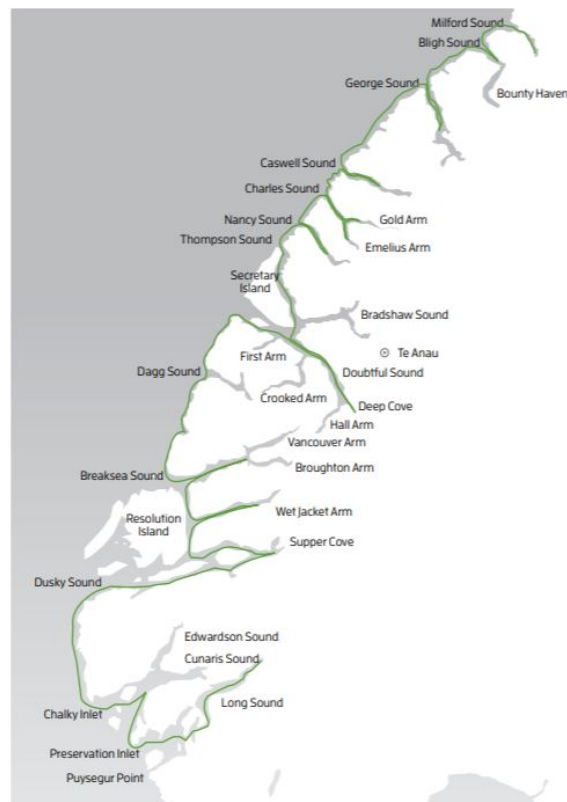 Milford Sound
Bligh Sound
George Sound
Bounty Haven
Caswell Sound
Charles Sound
Nancy Sound
Gold Arm
Thompson Sound
Emelius Arm
Secretary
Island
Bradshaw Sound
First Arm
Te Anau
Dagg Sound
Doubtful Sound
Crooked Arm
Deep Cove
Hall Arm
Vancouver Arm
Broughton Arm
Breaksea Sound
Resolution
Island
Wet Jacket Arm
Supper Cove
Dusky Sound
Edwardson Sound
Cunaris Sound
Long Sound
Chalky Inlet
Preservation Inlet
Puysegur Point